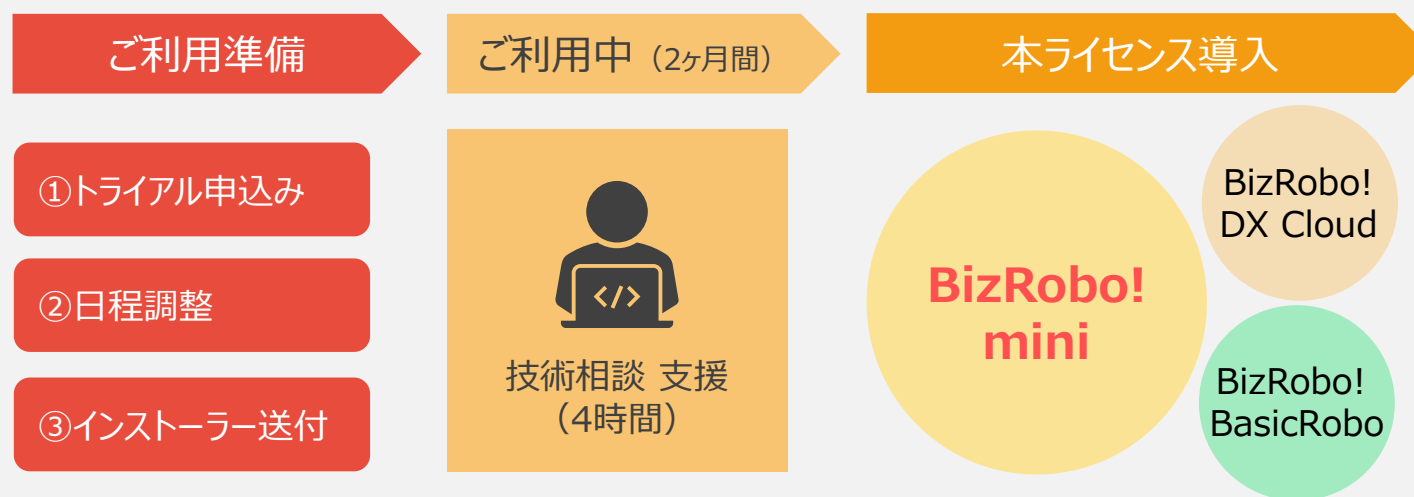 ご利用準備
ご利用中（2ヶ月間）
本ライセンス導入
①トライアル申込み
②日程調整
③インストーラー送付
</>
技術相談 支援
（4時間）
BizRobo!
mini
BizRobo!
DX Cloud
BizRobo!
BasicRobo